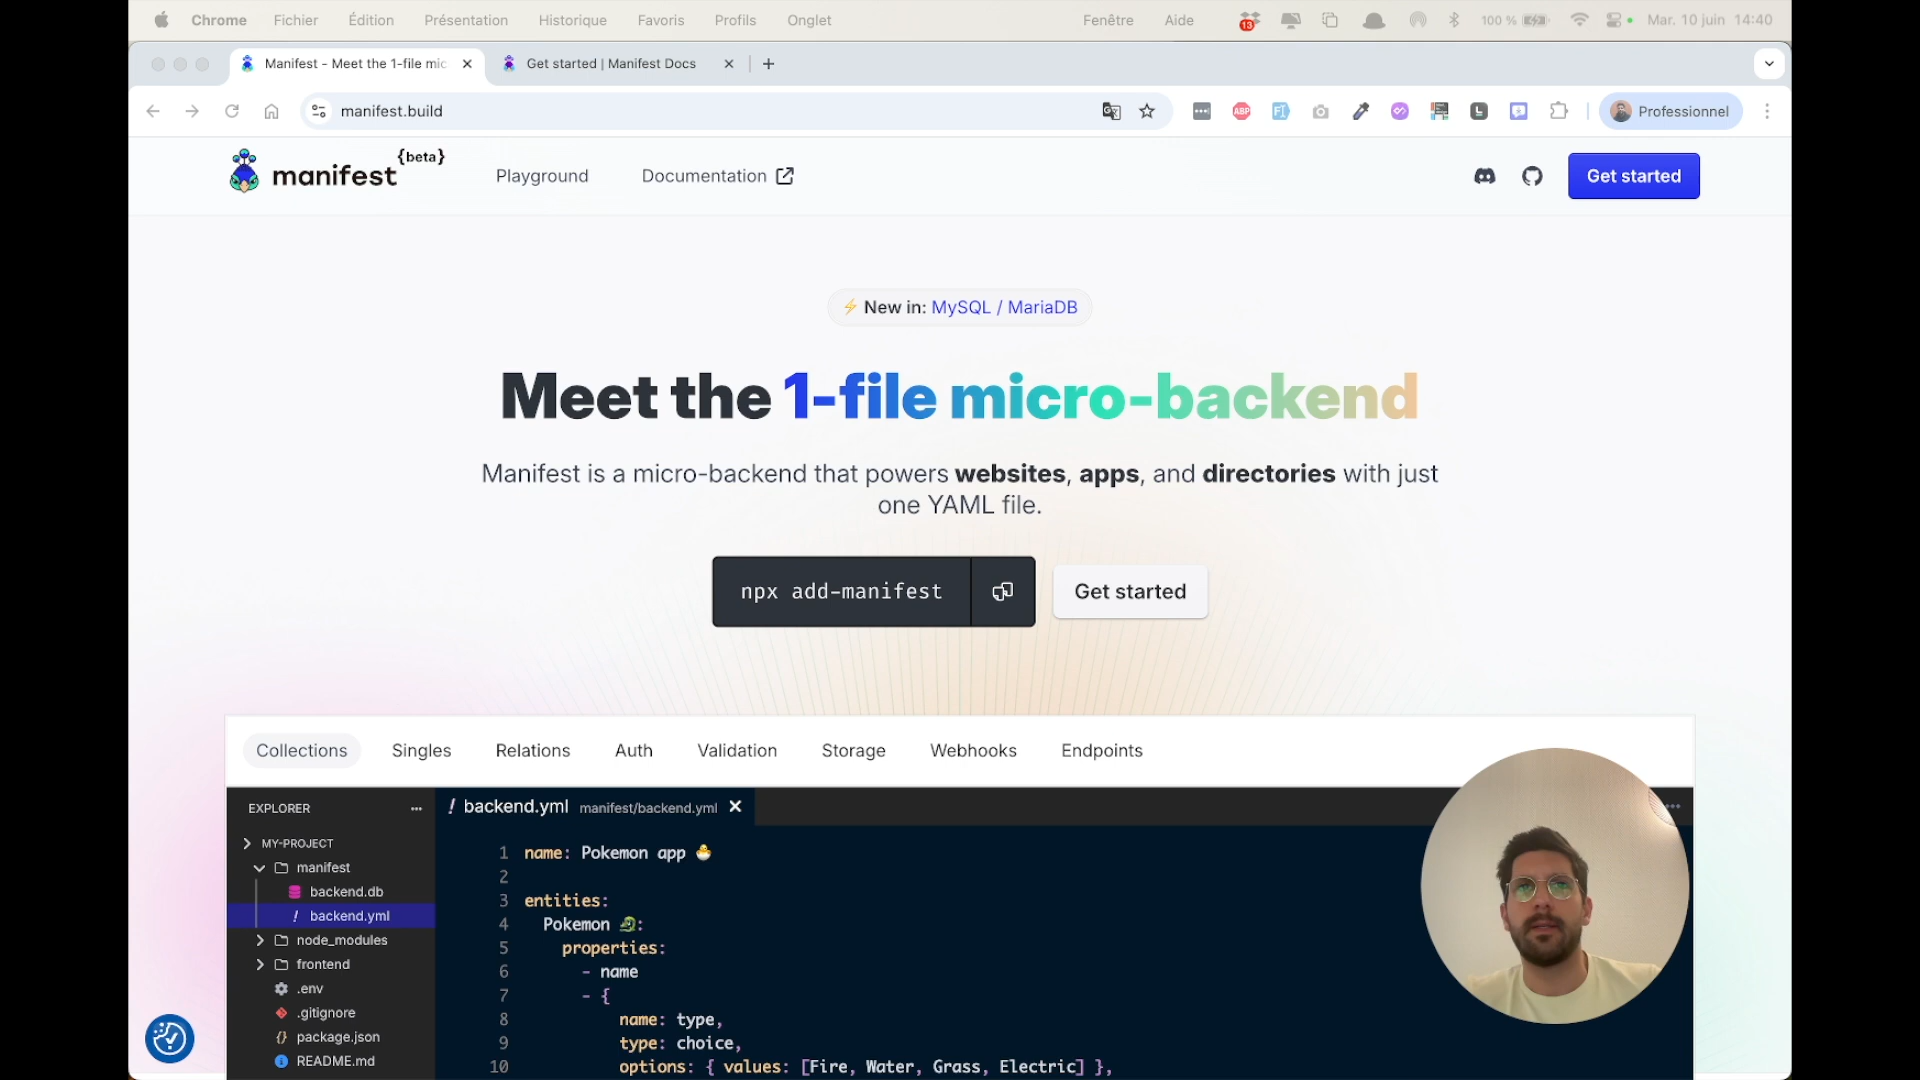 Chrome Fichier Édition Présentation Historique Favoris Profils Onglet Fenêtre Aide 13 100 % Mar. 10 juin 14:40
Manifest - Meet the 1-file mic Get started | Manifest Docs
manifest.build ABP L Professionnel
manifest {beta} Playground Documentation Get started
⚡ New in: MySQL / MariaDB
Meet the 1-file micro-backend
Manifest is a micro-backend that powers websites, apps, and directories with just
one YAML file.
npx add-manifest Get started
Collections Singles Relations Auth Validation Storage Webhooks Endpoints
EXPLORER ... ! backend.yml manifest/backend.yml
MY-PROJECT
manifest
backend.db
! backend.yml
node_modules
frontend
.env
.gitignore
{} package.json
README.md
1 name: Pokemon app 🐣
2
3 entities:
4 Pokemon 🐲:
5 properties:
6 - name
7 - {
8 name: type,
9 type: choice,
10 options: { values: [Fire, Water, Grass, Electric] },